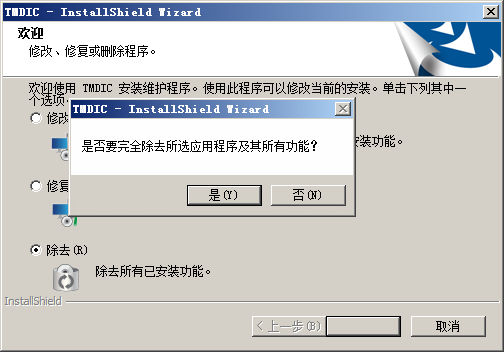 TMDIC - InstallShield Wizard
欢迎
修改、修复或删除程序。
欢迎使用 TMDIC 安装维护程序。使用此程序可以修改当前的安装。单击下列其中一
个选项
修改
安装功能。
TMDIC - InstallShield Wizard
是否要完全除去所选应用程序及其所有功能？
是(Y)
否(N)
修复
除去(R)
除去所有已安装功能。
InstallShield
< 上一步(B)
取消